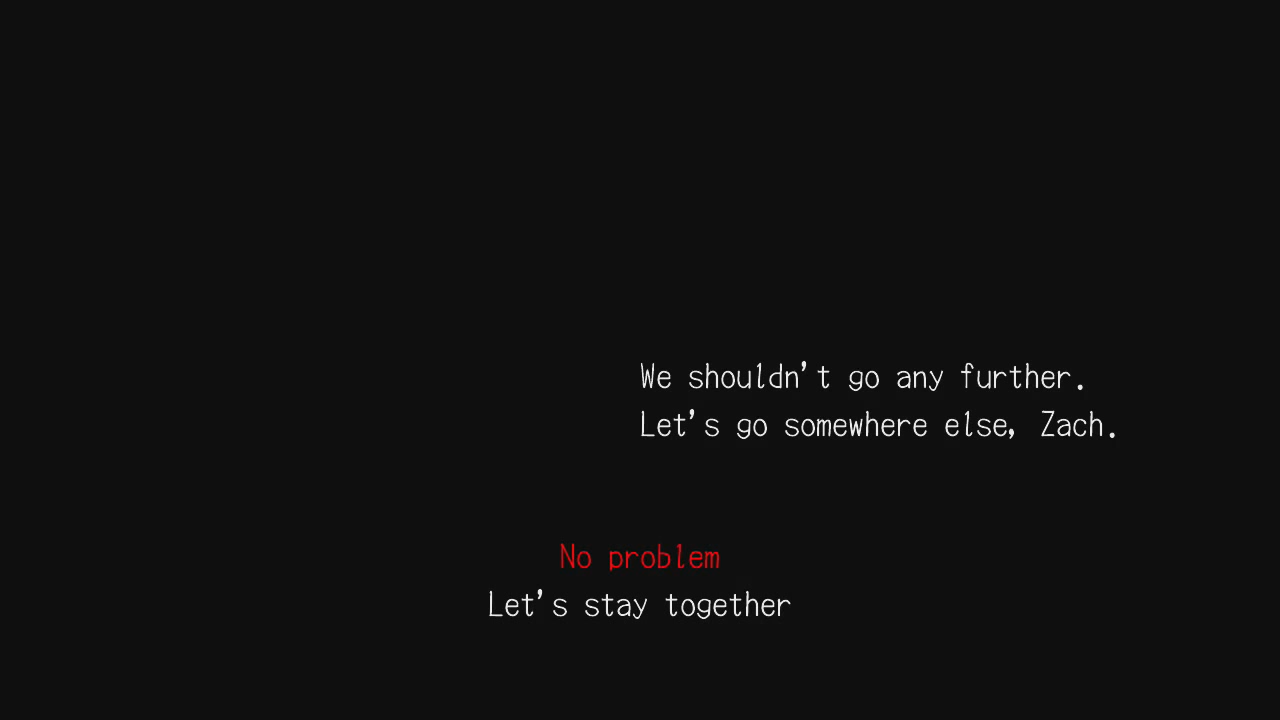 We shouldn't go any further.
Let's go somewhere else, Zach.
No problem
Let's stay together